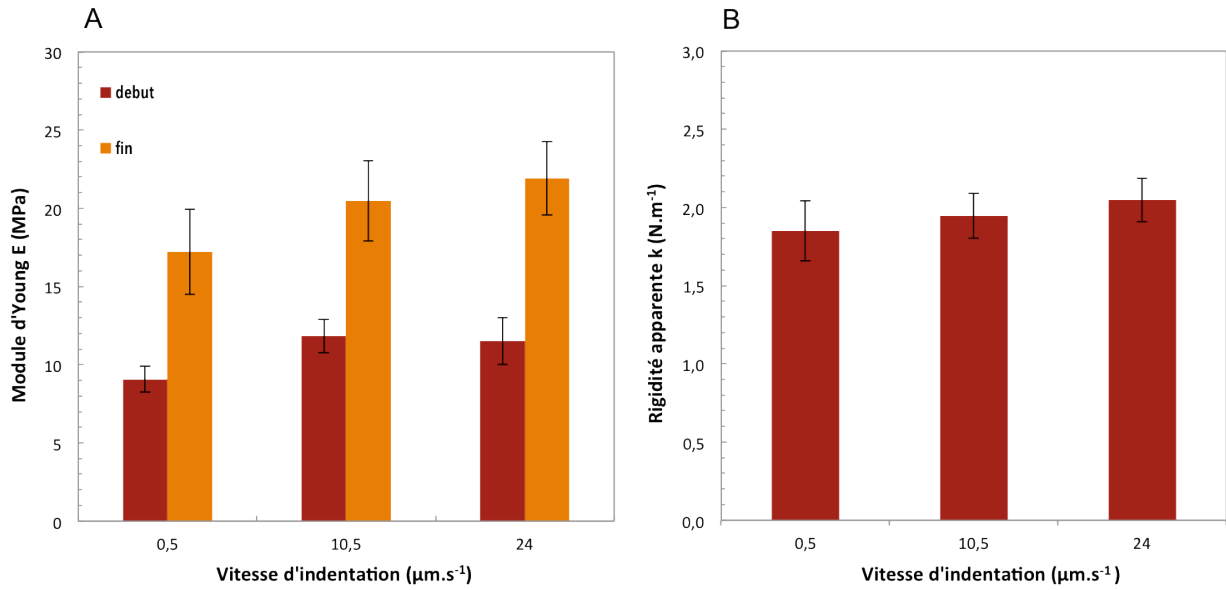 A
Module d'Young E (MPa)
30
25
20
15
10
5
0
debut
fin
0,5
10,5
24
Vitesse d'indentation (µm.s⁻¹)
B
Rigidité apparente k (N.m⁻¹)
3,0
2,5
2,0
1,5
1,0
0,5
0,0
0,5
10,5
24
Vitesse d'indentation (µm.s⁻¹ )